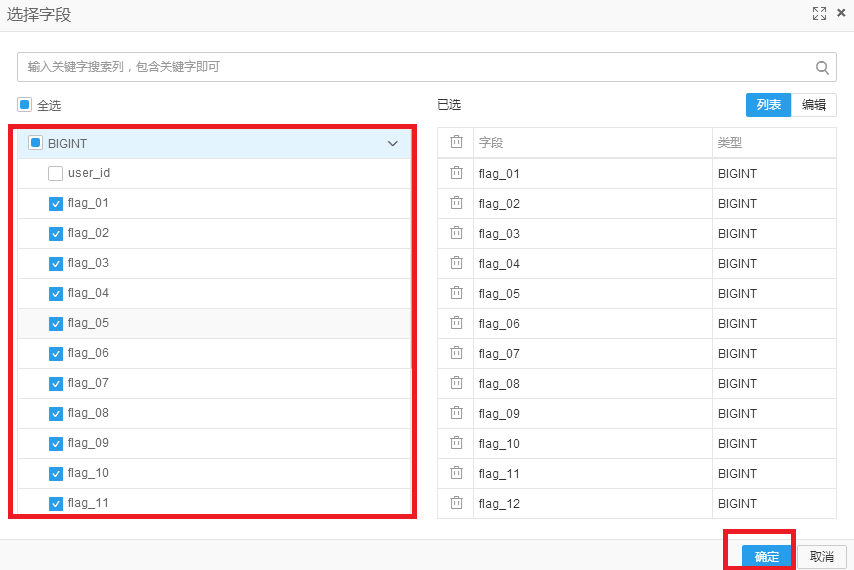 选择字段
输入关键字搜索列，包含关键字即可
全选
BIGINT
user_id
flag_01
flag_02
flag_03
flag_04
flag_05
flag_06
flag_07
flag_08
flag_09
flag_10
flag_11
已选
列表 编辑
字段 类型
flag_01 BIGINT
flag_02 BIGINT
flag_03 BIGINT
flag_04 BIGINT
flag_05 BIGINT
flag_06 BIGINT
flag_07 BIGINT
flag_08 BIGINT
flag_09 BIGINT
flag_10 BIGINT
flag_11 BIGINT
flag_12 BIGINT
确定 取消